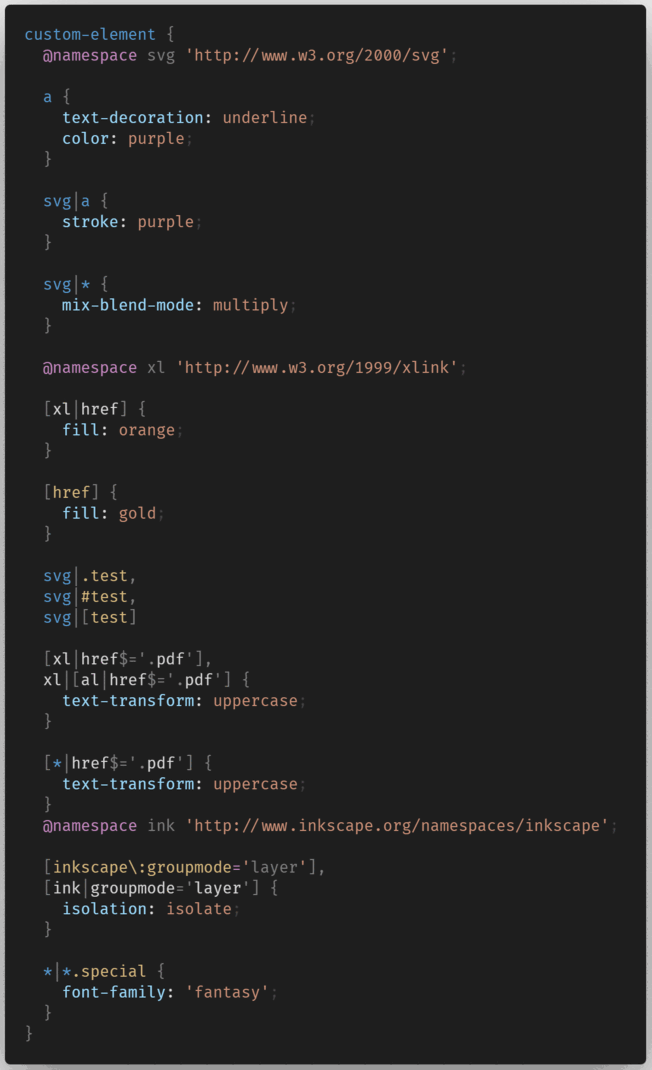 custom-element {
  @namespace svg 'http://www.w3.org/2000/svg';

  a {
    text-decoration: underline;
    color: purple;
  }

  svg|a {
    stroke: purple;
  }

  svg|* {
    mix-blend-mode: multiply;
  }

  @namespace xl 'http://www.w3.org/1999/xlink';

  [xl|href] {
    fill: orange;
  }

  [href] {
    fill: gold;
  }

  svg|.test,
  svg|#test,
  svg|[test]

  [xl|href$='.pdf'],
  xl|[al|href$='.pdf'] {
    text-transform: uppercase;
  }

  [*|href$='.pdf'] {
    text-transform: uppercase;
  }
  @namespace ink 'http://www.inkscape.org/namespaces/inkscape';

  [inkscape\:groupmode='layer'],
  [ink|groupmode='layer'] {
    isolation: isolate;
  }

  *|*.special {
    font-family: 'fantasy';
  }
}